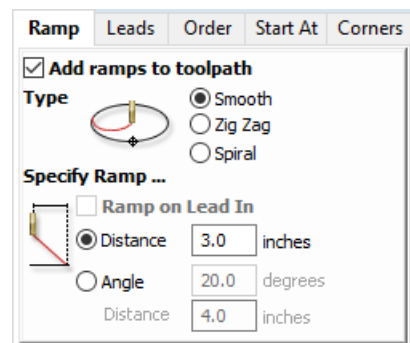 Ramp Leads Order Start At Corners
Add ramps to toolpath
Type
Smooth
Zig Zag
Spiral
Specify Ramp ...
Ramp on Lead In
Distance 3.0 inches
Angle 20.0 degrees
Distance 4.0 inches